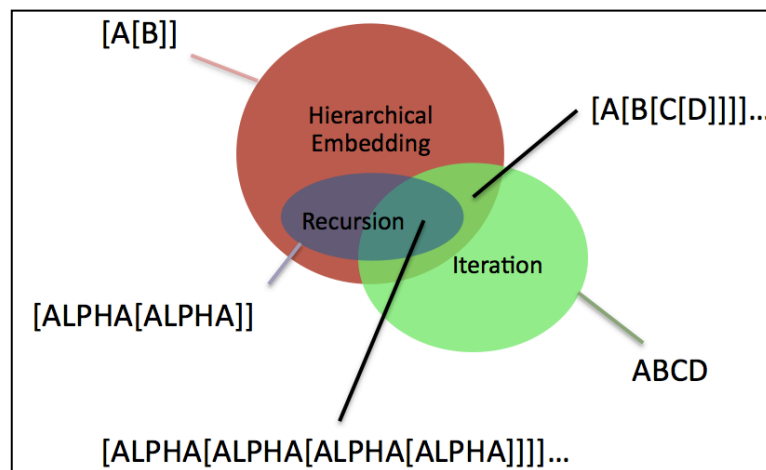 [A[B]]
[A[B[C[D]]]]...
Hierarchical
Embedding
Recursion
Iteration
[ALPHA[ALPHA]]
ABCD
[ALPHA[ALPHA[ALPHA[ALPHA]]]]...